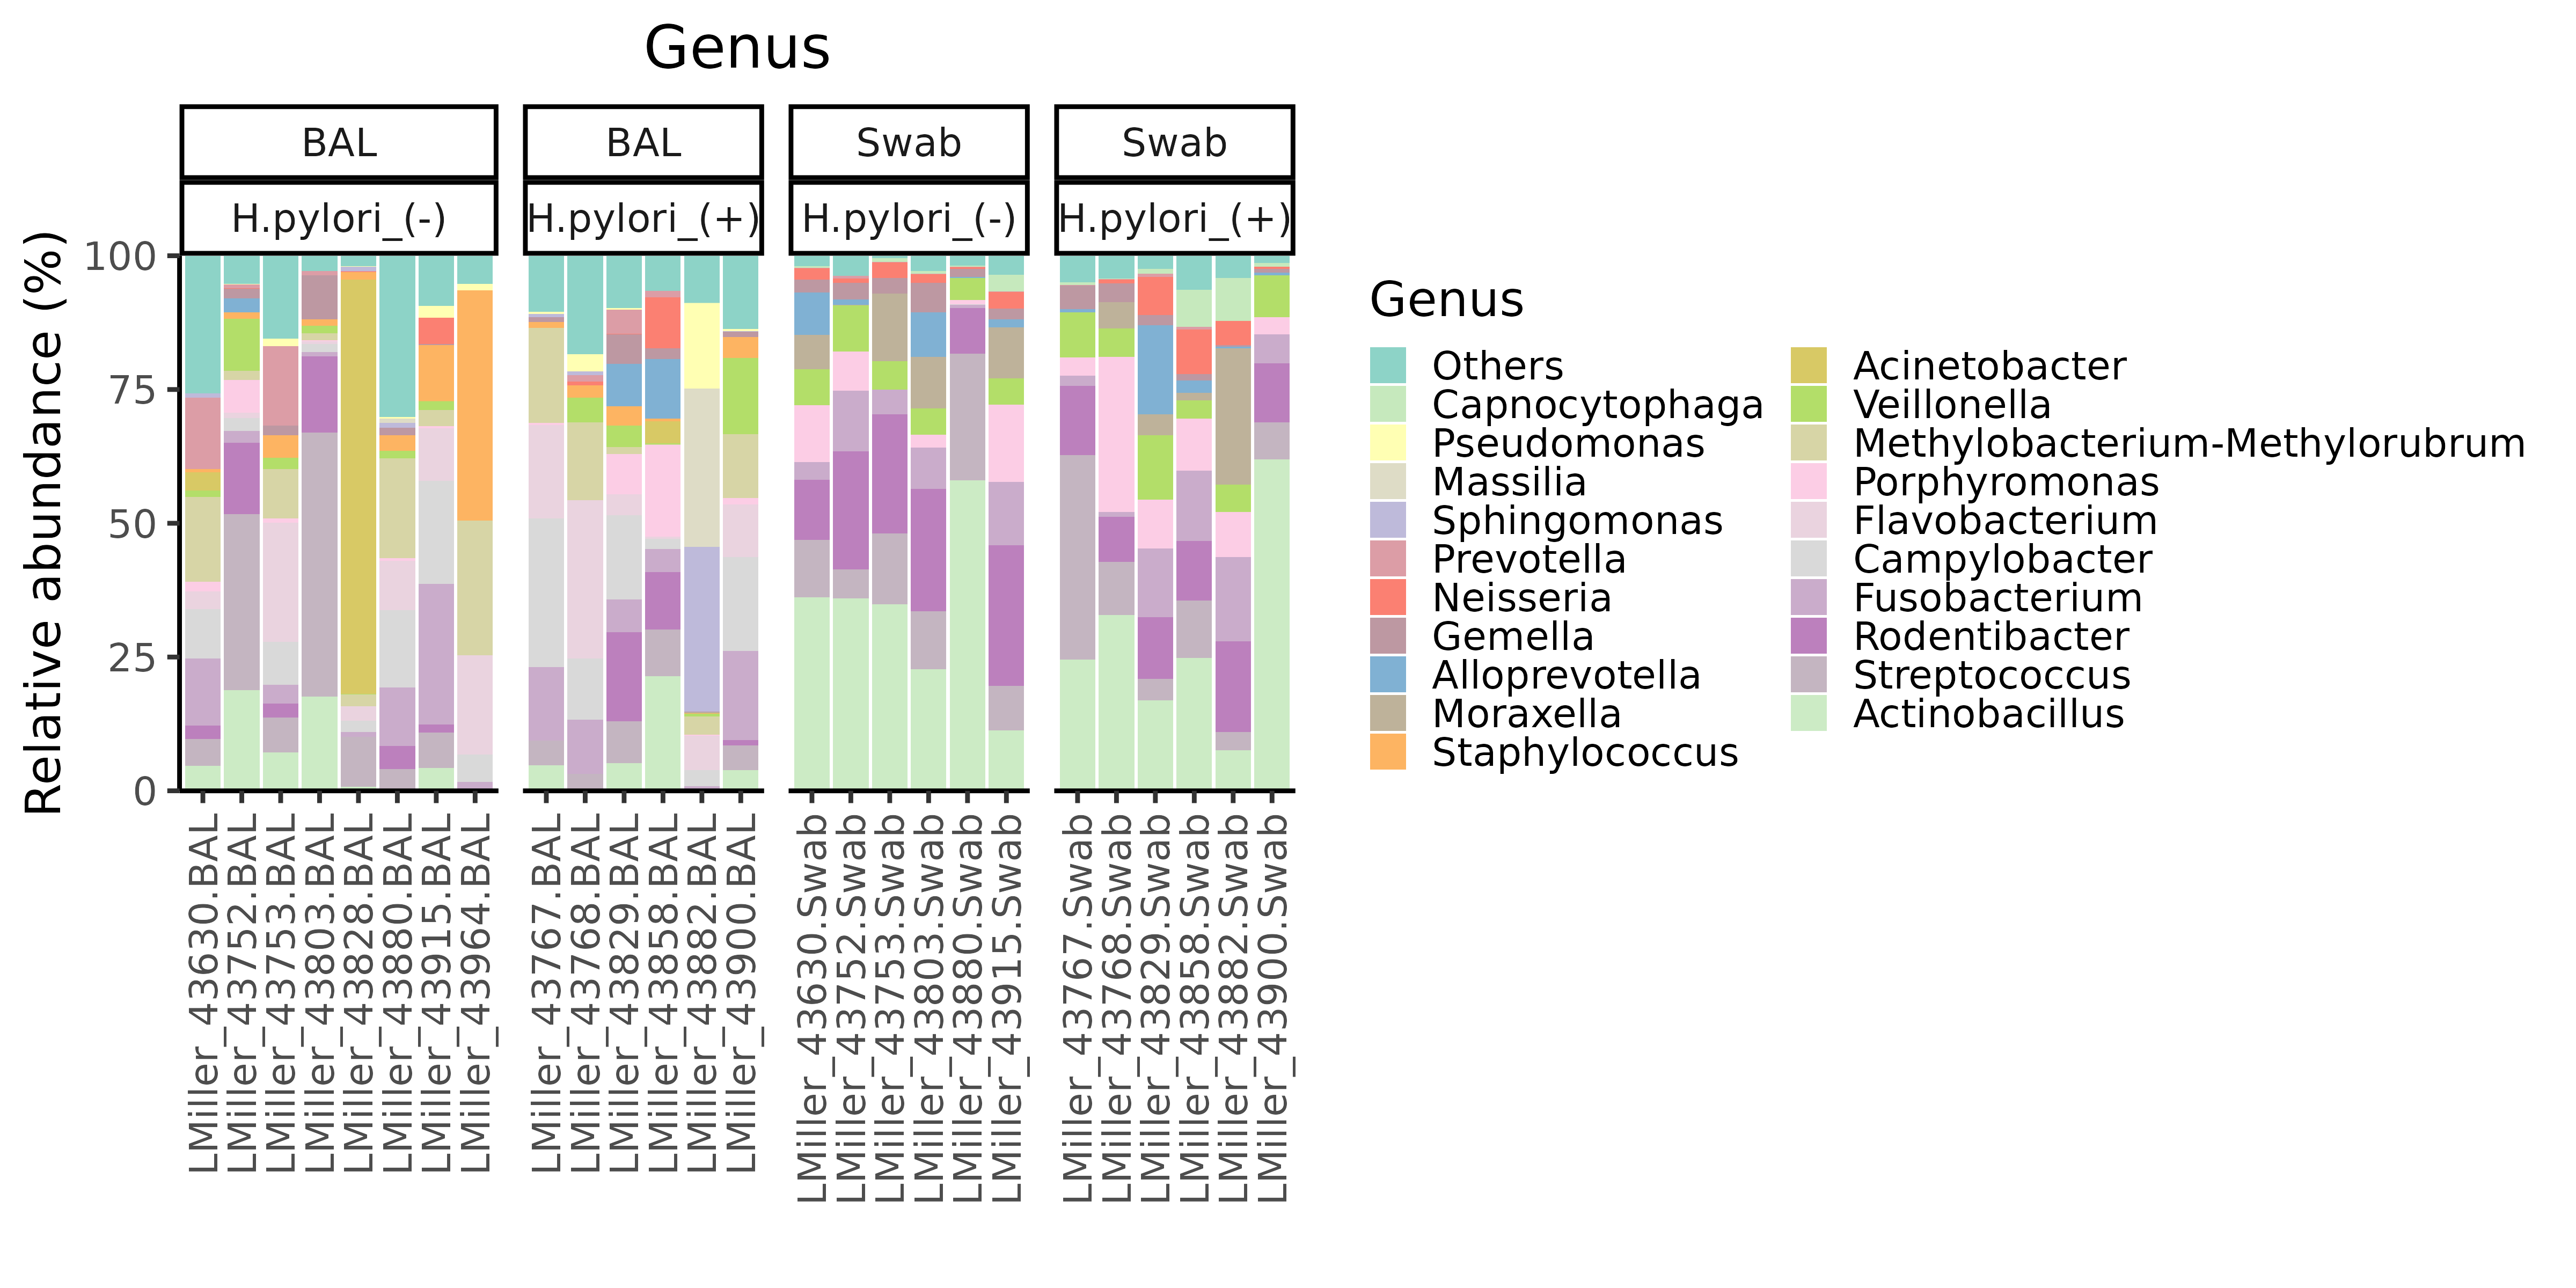 Genus
BAL
BAL
Swab
Swab
H.pylori_(-)
H.pylori_(+)
H.pylori_(-)
H.pylori_(+)
Relative abundance (%)
100
75
50
25
0
LMiller_43630.BAL
LMiller_43752.BAL
LMiller_43753.BAL
LMiller_43803.BAL
LMiller_43828.BAL
LMiller_43880.BAL
LMiller_43915.BAL
LMiller_43964.BAL
LMiller_43767.BAL
LMiller_43768.BAL
LMiller_43829.BAL
LMiller_43858.BAL
LMiller_43882.BAL
LMiller_43900.BAL
LMiller_43630.Swab
LMiller_43752.Swab
LMiller_43753.Swab
LMiller_43803.Swab
LMiller_43880.Swab
LMiller_43915.Swab
LMiller_43767.Swab
LMiller_43768.Swab
LMiller_43829.Swab
LMiller_43858.Swab
LMiller_43882.Swab
LMiller_43900.Swab
Genus
Others
Capnocytophaga
Pseudomonas
Massilia
Sphingomonas
Prevotella
Neisseria
Gemella
Alloprevotella
Moraxella
Staphylococcus
Acinetobacter
Veillonella
Methylobacterium-Methylorubrum
Porphyromonas
Flavobacterium
Campylobacter
Fusobacterium
Rodentibacter
Streptococcus
Actinobacillus